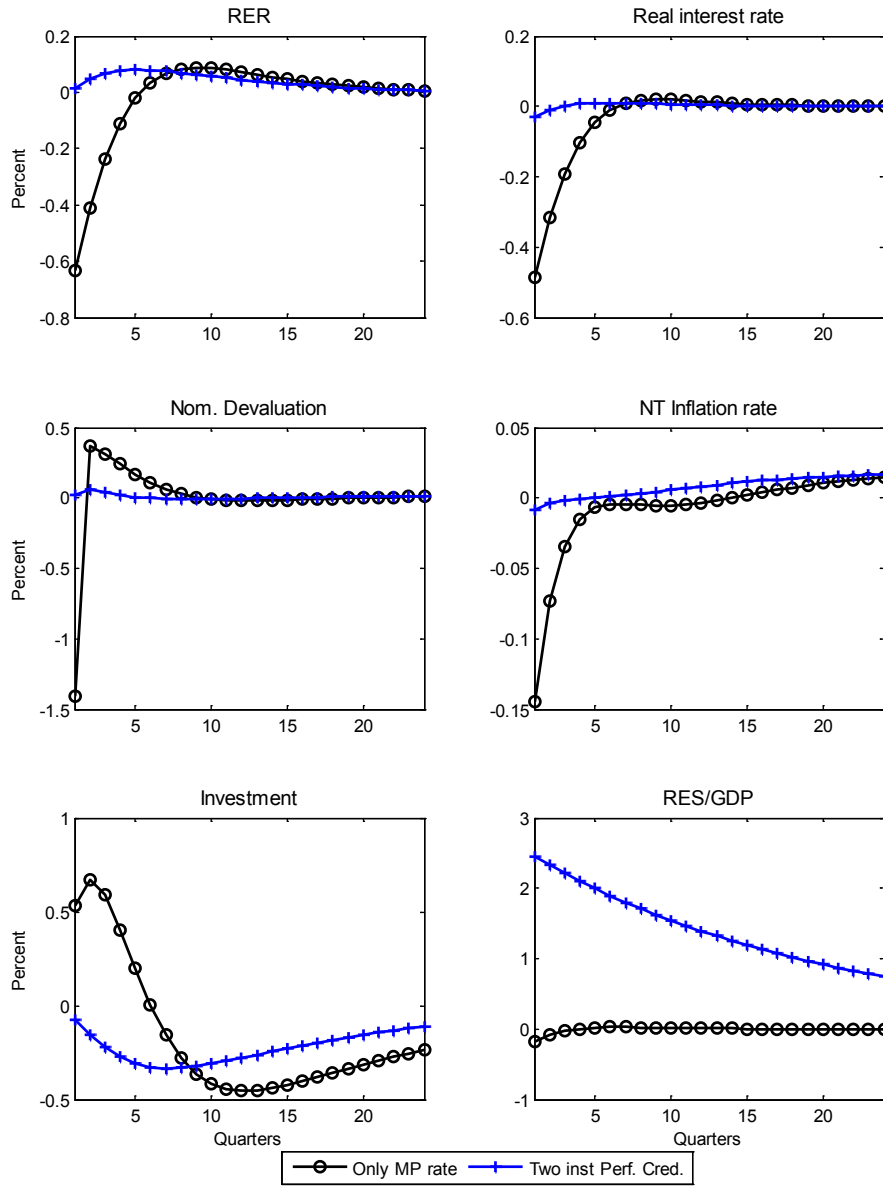 RER
Real interest rate
0.2
0
-0.2
-0.4
-0.6
-0.8
Percent
5 10 15 20
0.2
0
-0.2
-0.4
-0.6
5 10 15 20
Nom. Devaluation
NT Inflation rate
0.5
0
-0.5
-1
-1.5
Percent
5 10 15 20
0.05
0
-0.05
-0.1
-0.15
5 10 15 20
Investment
RES/GDP
1
0.5
0
-0.5
Percent
5 10 15 20
Quarters
3
2
1
0
-1
5 10 15 20
Quarters
Only MP rate Two inst Perf. Cred.